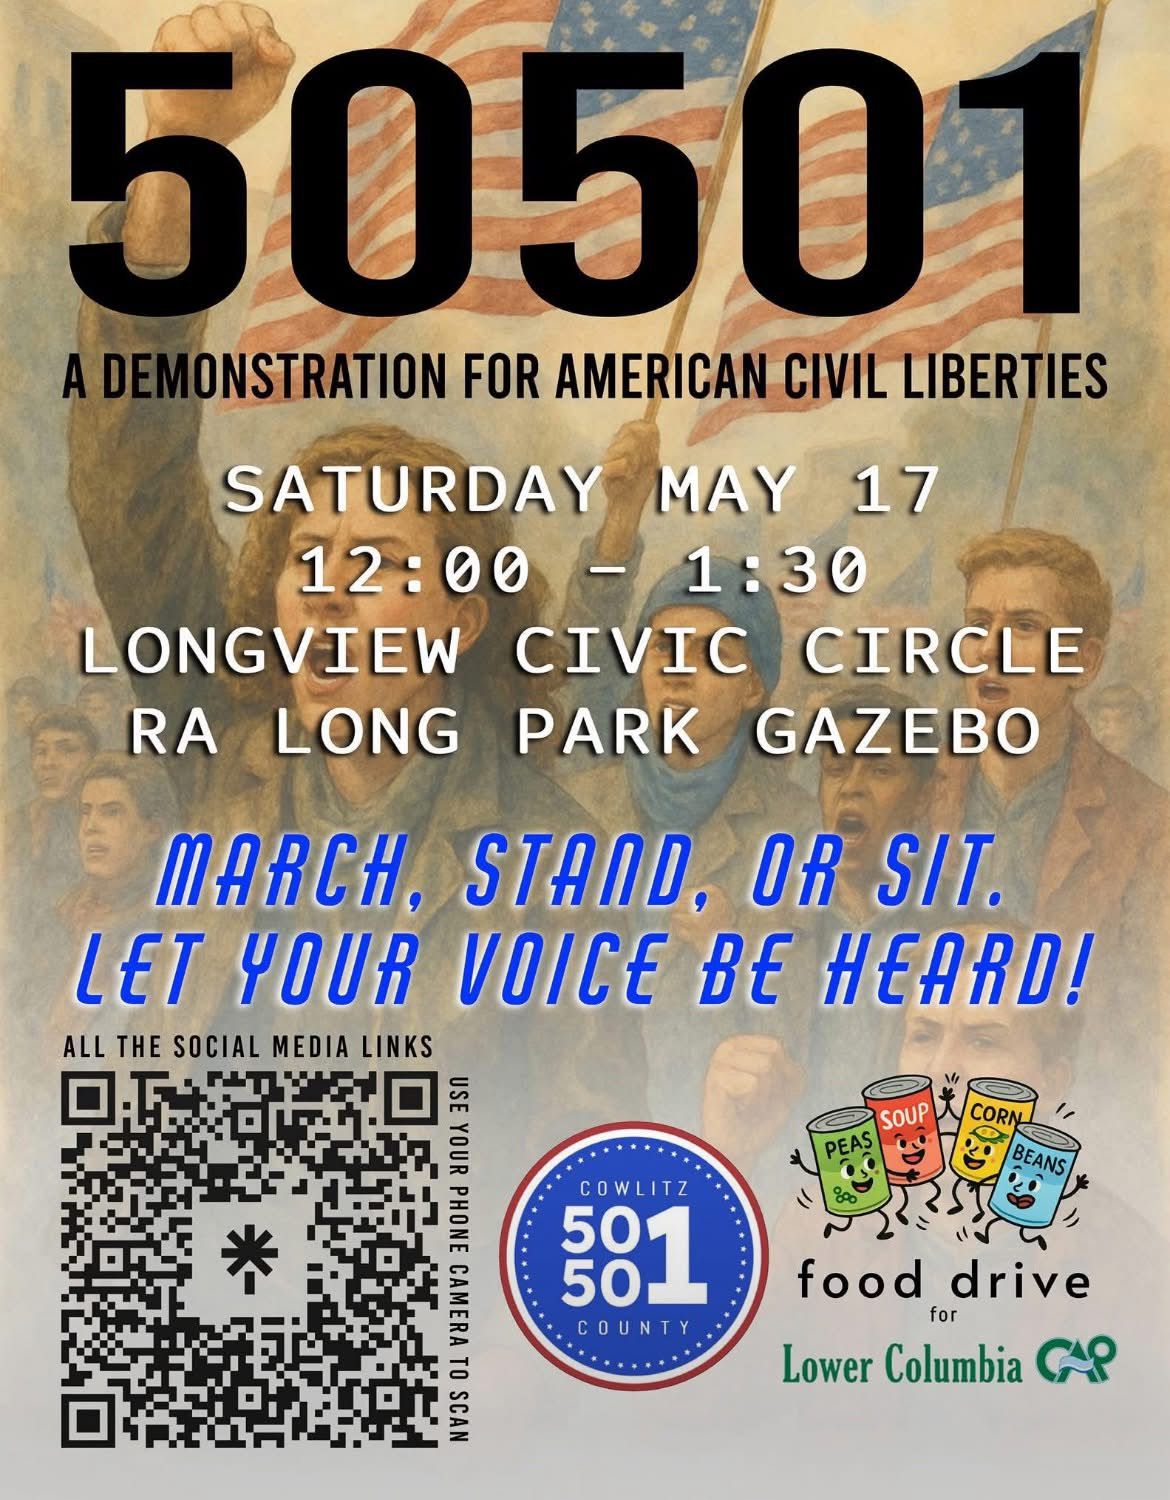 50501
A DEMONSTRATION FOR AMERICAN CIVIL LIBERTIES
SATURDAY MAY 17
12:00 – 1:30
LONGVIEW CIVIC CIRCLE
RA LONG PARK GAZEBO
MARCH, STAND, OR SIT.
LET YOUR VOICE BE HEARD!
ALL THE SOCIAL MEDIA LINKS
USE YOUR PHONE CAMERA TO SCAN
COWLITZ
50
50
1
COUNTY
PEAS
SOUP
CORN
BEANS
food drive
for
Lower Columbia CAP